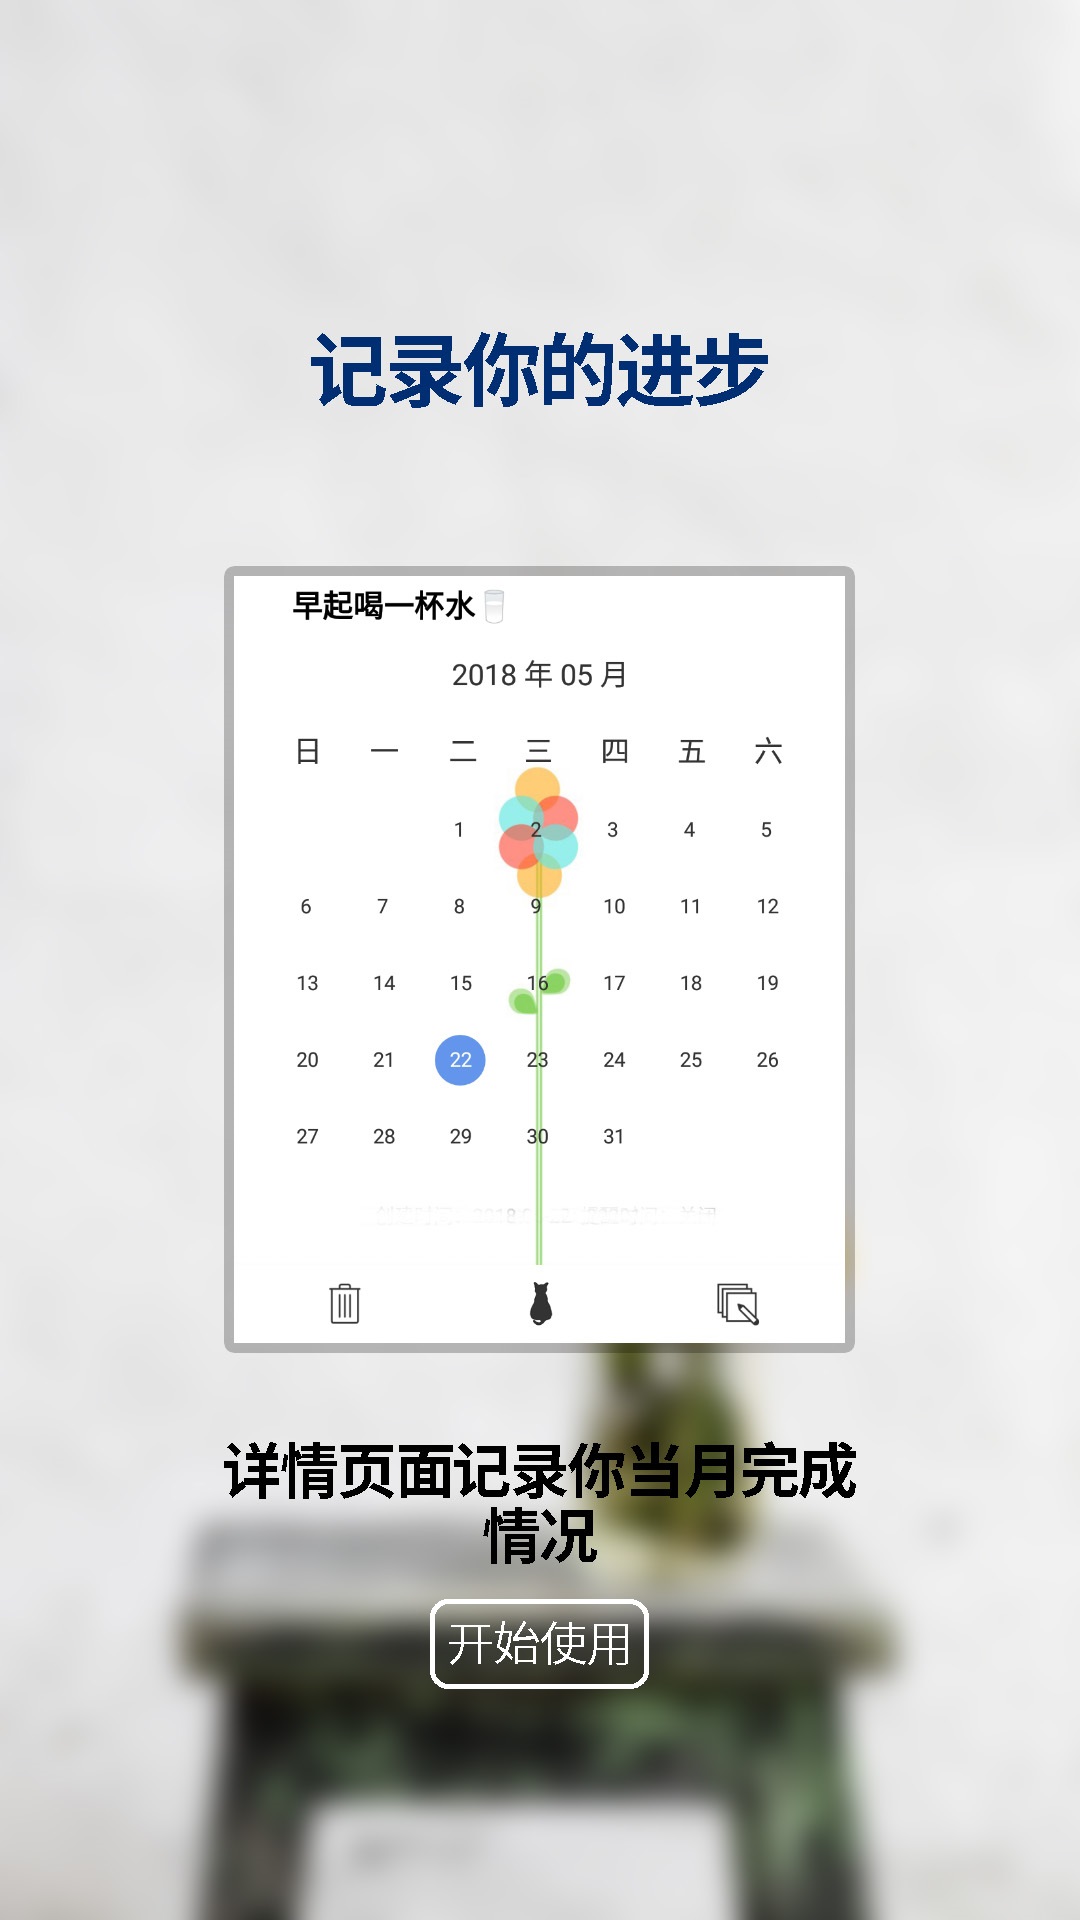 记录你的进步
早起喝一杯水
2018 年 05 月
日 一 二 三 四 五 六
1 2 3 4 5
6 7 8 9 10 11 12
13 14 15 16 17 18 19
20 21 22 23 24 25 26
27 28 29 30 31
详情页面记录你当月完成
情况
开始使用